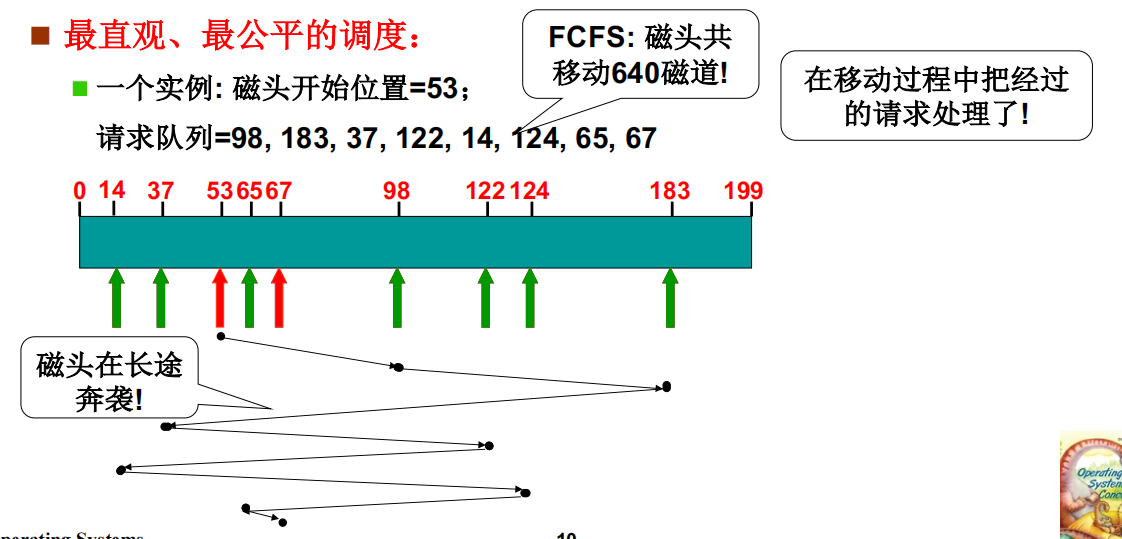 最直观、最公平的调度：
一个实例: 磁头开始位置=53；
请求队列=98, 183, 37, 122, 14, 124, 65, 67
FCFS: 磁头共
移动640磁道!
在移动过程中把经过
的请求处理了!
0 14 37 53 65 67 98 122 124 183 199
磁头在长途
奔袭!
Operating
System
Conc
perating Systems
10